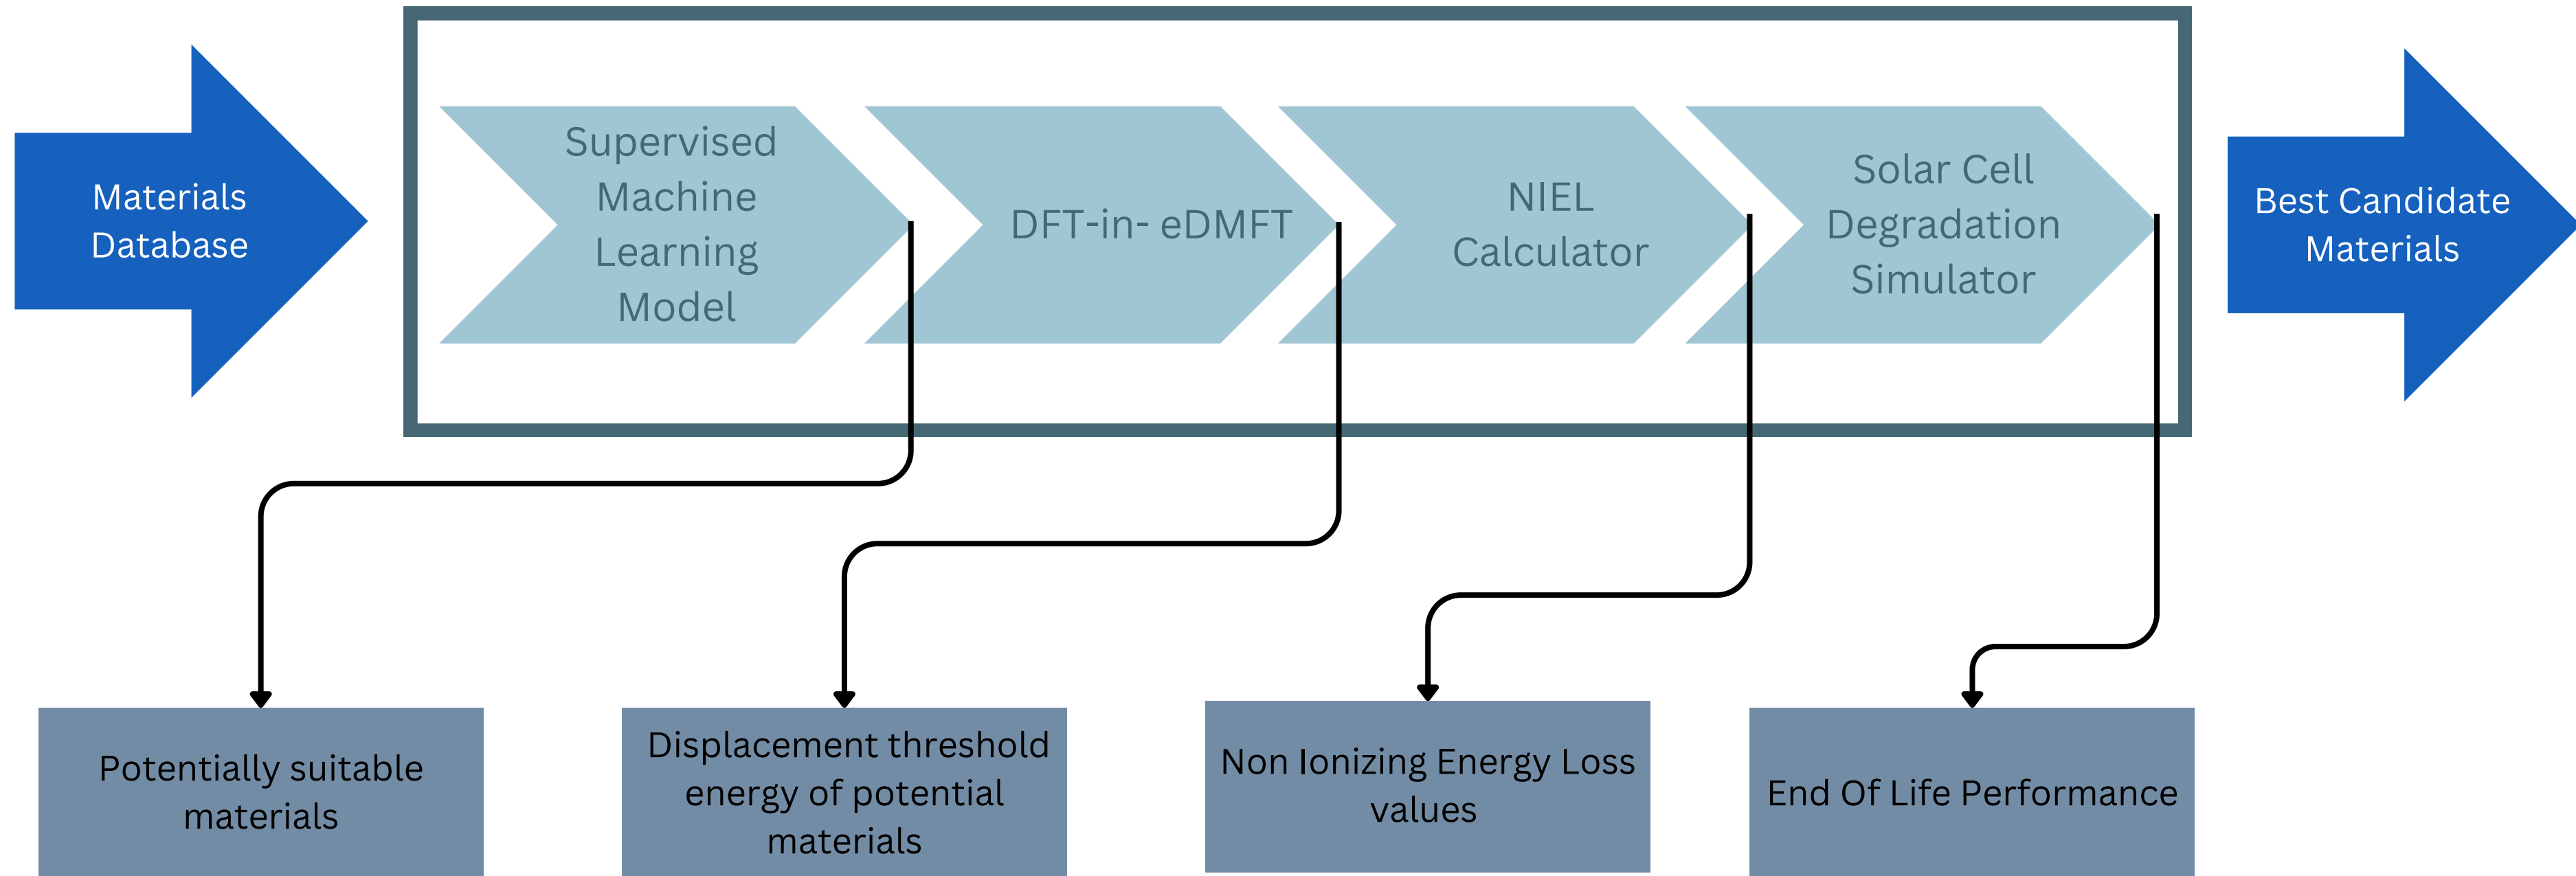 Materials
Database
Supervised
Machine
Learning
Model
DFT-in- eDMFT
NIEL
Calculator
Solar Cell
Degradation
Simulator
Best Candidate
Materials
Potentially suitable
materials
Displacement threshold
energy of potential
materials
Non Ionizing Energy Loss
values
End Of Life Performance